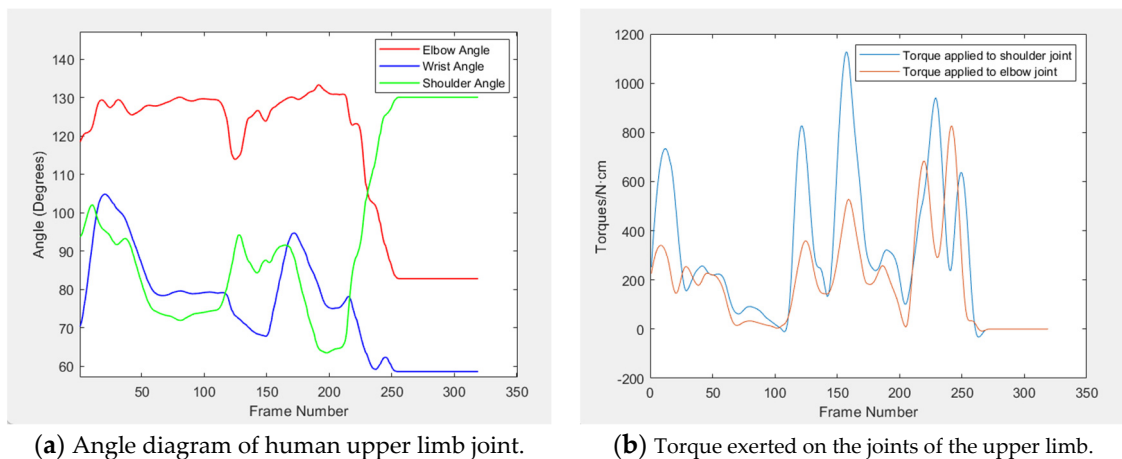 140
130
120
110
100
90
80
70
60
Angle (Degrees)
Elbow Angle
Wrist Angle
Shoulder Angle
50 100 150 200 250 300 350
Frame Number
(a) Angle diagram of human upper limb joint.
1200
1000
800
600
400
200
0
-200
Torques/N·cm
Torque applied to shoulder joint
Torque applied to elbow joint
0 50 100 150 200 250 300 350
Frame Number
(b) Torque exerted on the joints of the upper limb.